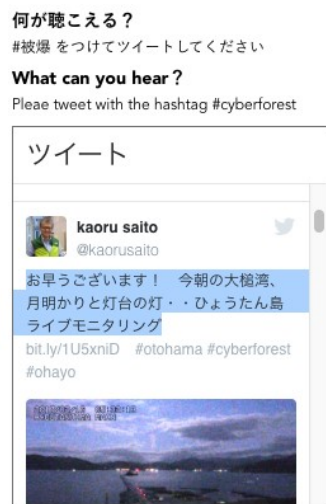 何が聴こえる？
#被爆 をつけてツイートしてください
What can you hear？
Pleae tweet with the hashtag #cyberforest
ツイート
kaoru saito
@kaorusaito
お早うございます！　今朝の大槌湾、
月明かりと灯台の灯・・ひょうたん島
ライブモニタリング
bit.ly/1U5xniD #otohama #cyberforest
#ohayo